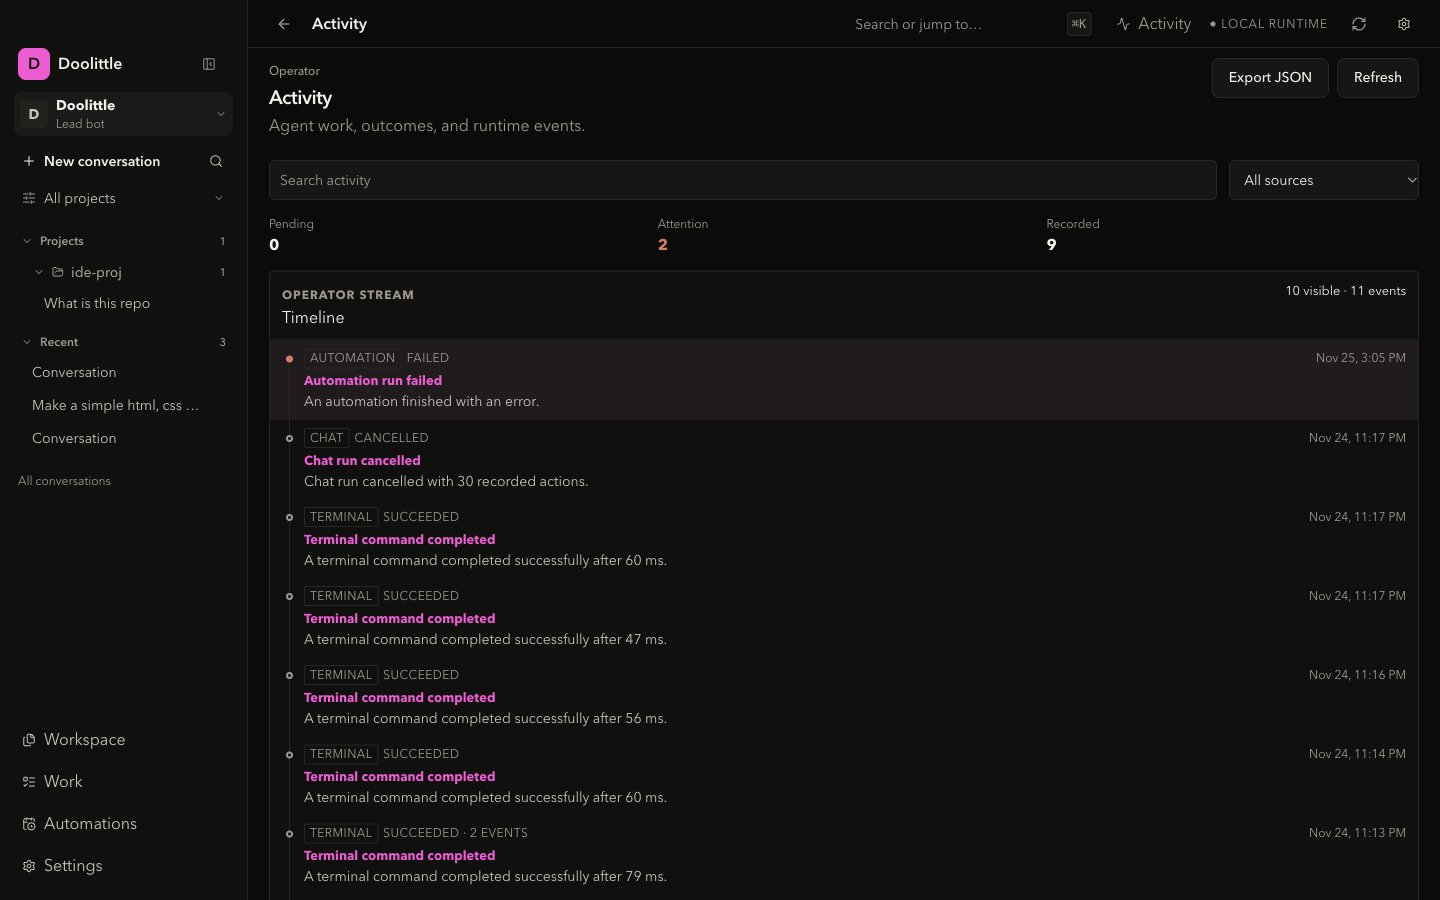 D
Doolittle
D
Doolittle
Lead bot
New conversation
All projects
Projects 1
ide-proj 1
What is this repo
Recent 3
Conversation
Make a simple html, css …
Conversation
All conversations
Workspace
Work
Automations
Settings
Activity
Search or jump to…
⌘K
Activity
LOCAL RUNTIME
Operator
Activity
Agent work, outcomes, and runtime events.
Export JSON
Refresh
Search activity
All sources
Pending
0
Attention
2
Recorded
9
OPERATOR STREAM
Timeline
10 visible · 11 events
AUTOMATION FAILED Nov 25, 3:05 PM
Automation run failed
An automation finished with an error.
CHAT CANCELLED Nov 24, 11:17 PM
Chat run cancelled
Chat run cancelled with 30 recorded actions.
TERMINAL SUCCEEDED Nov 24, 11:17 PM
Terminal command completed
A terminal command completed successfully after 60 ms.
TERMINAL SUCCEEDED Nov 24, 11:17 PM
Terminal command completed
A terminal command completed successfully after 47 ms.
TERMINAL SUCCEEDED Nov 24, 11:16 PM
Terminal command completed
A terminal command completed successfully after 56 ms.
TERMINAL SUCCEEDED Nov 24, 11:14 PM
Terminal command completed
A terminal command completed successfully after 60 ms.
TERMINAL SUCCEEDED · 2 EVENTS Nov 24, 11:13 PM
Terminal command completed
A terminal command completed successfully after 79 ms.